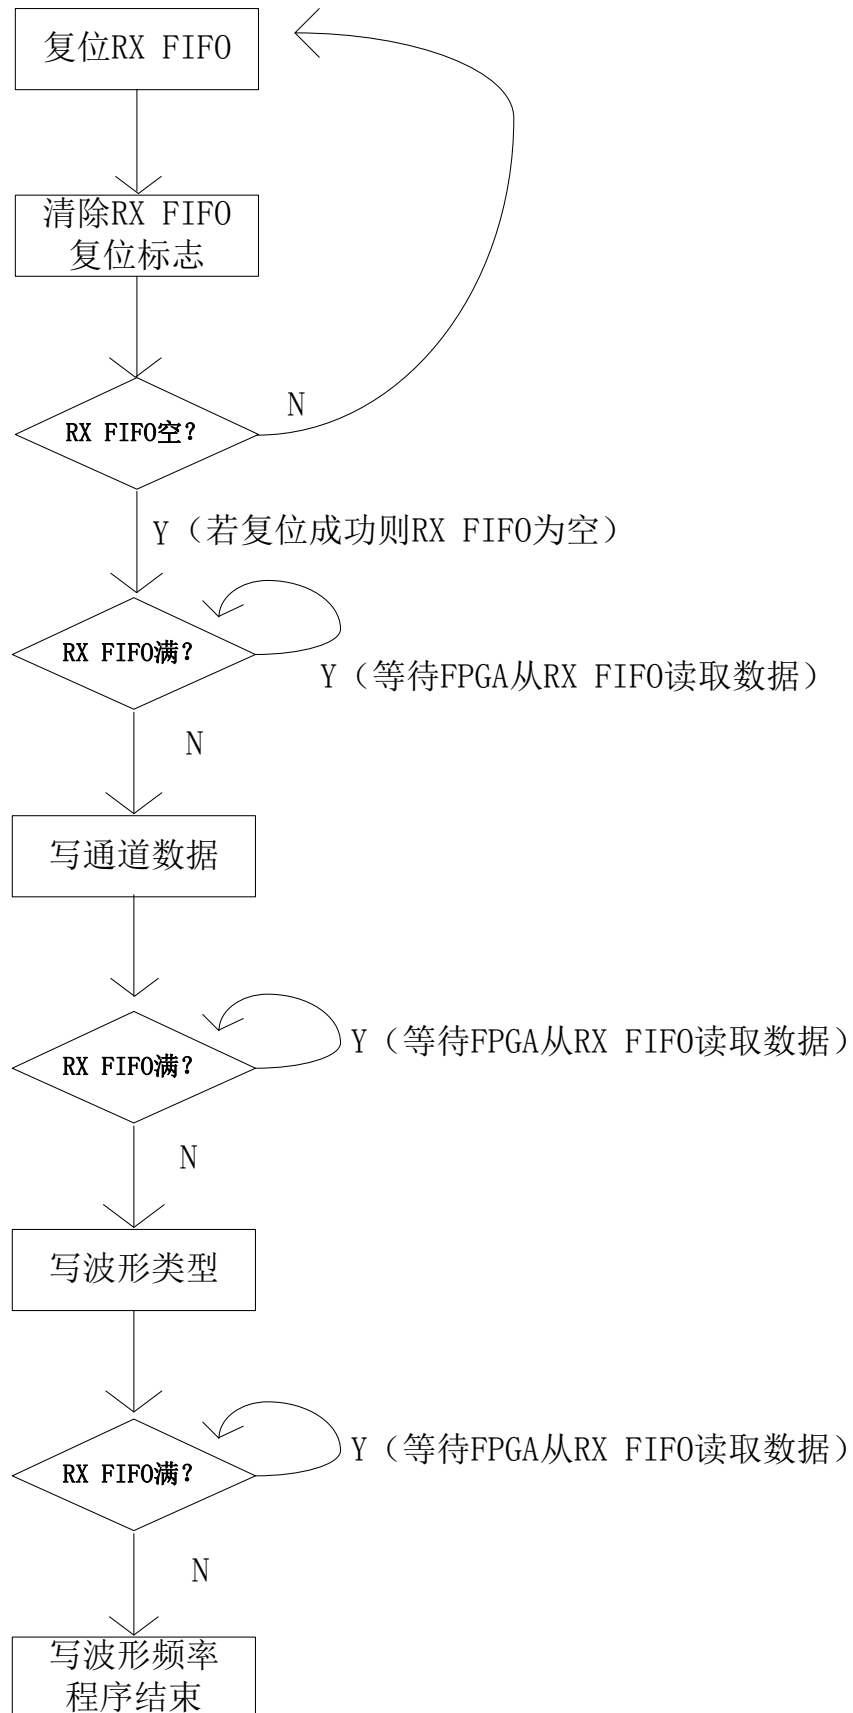 复位RX FIFO
清除RX FIFO
复位标志
N
RX FIFO空?
Y（若复位成功则RX FIFO为空）
RX FIFO满?
Y（等待FPGA从RX FIFO读取数据）
N
写通道数据
Y（等待FPGA从RX FIFO读取数据）
RX FIFO满?
N
写波形类型
Y（等待FPGA从RX FIFO读取数据）
RX FIFO满?
N
写波形频率
程序结束